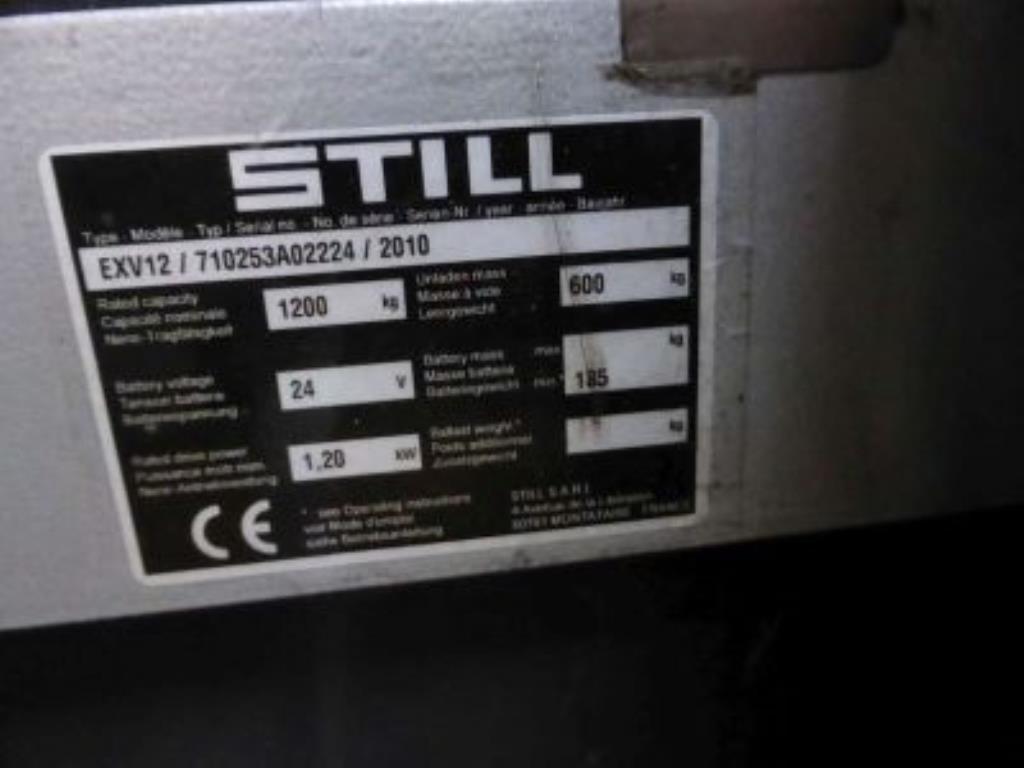 STILL
Type - Modèle - Typ / Serial no. - No. de série - Serien-Nr. / year - année - Baujahr
EXV12 / 710253A02224 / 2010
Rated capacity
Capacité nominale
Nenn-Tragfähigkeit
1200 kg
Unladen mass
Masse à vide
Leergewicht
600 kg
Battery voltage
Tension batterie
Batteriespannung
24 V
Battery mass max
Masse batterie
Batteriegewicht min
kg
185
Rated drive power
Puissance motr. nom.
Nenn-Antriebsleistung
1,20 kW
Ballast weight *
Poids additionnel
Zusatzgewicht
kg
CE
* see Operating instructions
voir Mode d'emploi
siehe Betriebsanleitung
STILL S.A.R.L.
MONTATAIRE FRANCE